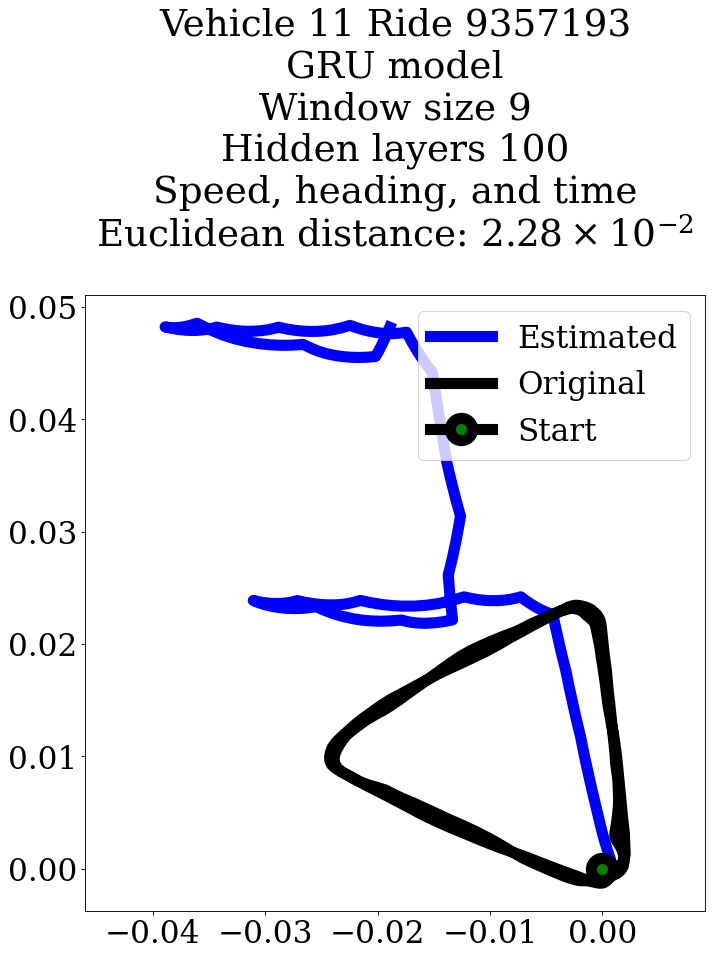 Vehicle 11 Ride 9357193
GRU model
Window size 9
Hidden layers 100
Speed, heading, and time
Euclidean distance: 2.28 × 10⁻²
Estimated
Original
Start
0.05
0.04
0.03
0.02
0.01
0.00
−0.04 −0.03 −0.02 −0.01 0.00